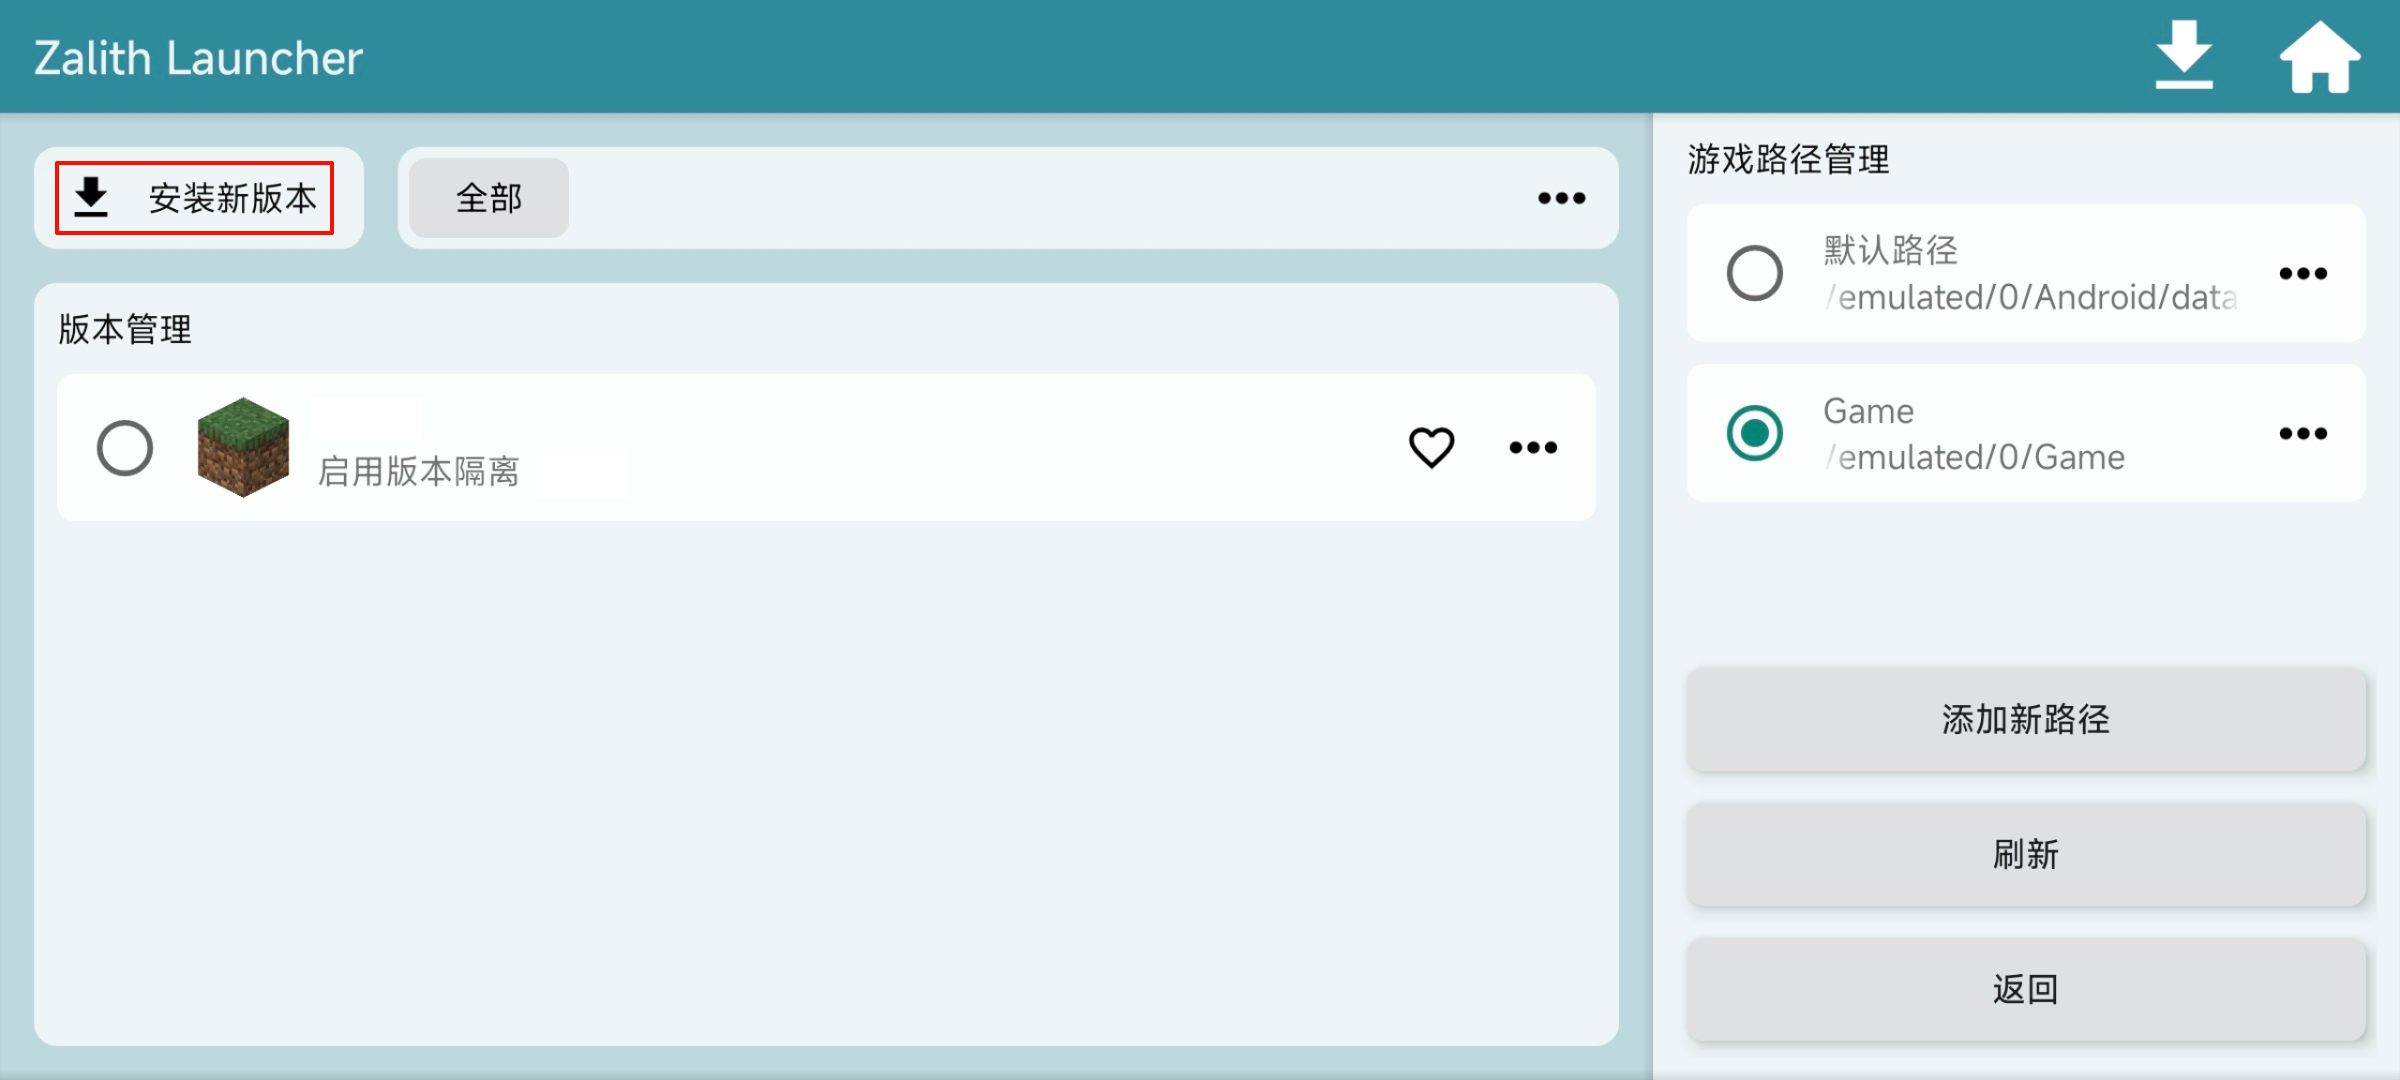 Zalith Launcher
安装新版本
全部
版本管理
启用版本隔离
游戏路径管理
默认路径
/emulated/0/Android/data
Game
/emulated/0/Game
添加新路径
刷新
返回